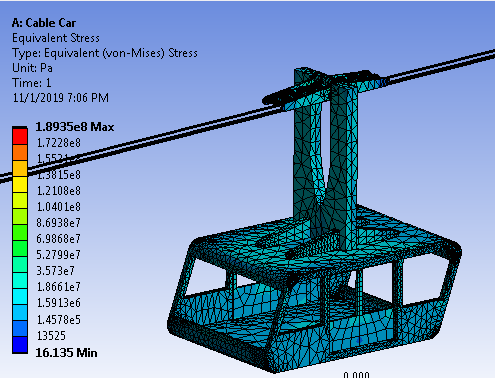 A: Cable Car
Equivalent Stress
Type: Equivalent (von-Mises) Stress
Unit: Pa
Time: 1
11/1/2019 7:06 PM
1.8935e8 Max
1.7228e8
1.5521e8
1.3815e8
1.2108e8
1.0401e8
8.6938e7
6.9868e7
5.2799e7
3.573e7
1.8661e7
1.5913e6
1.4578e5
13525
16.135 Min
0.000